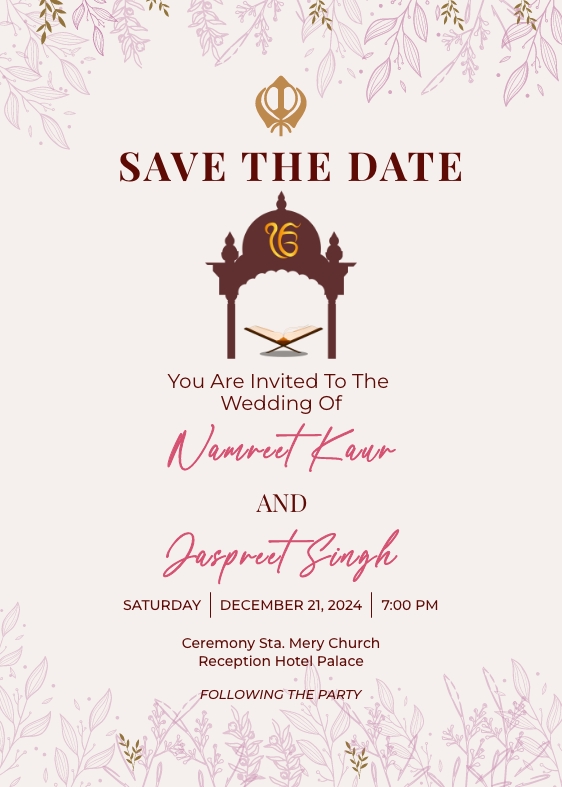 SAVE THE DATE
ੴ
You Are Invited To The
Wedding Of
Namreet Kaur
AND
Jaspreet Singh
SATURDAY | DECEMBER 21, 2024 | 7:00 PM
Ceremony Sta. Mery Church
Reception Hotel Palace
FOLLOWING THE PARTY